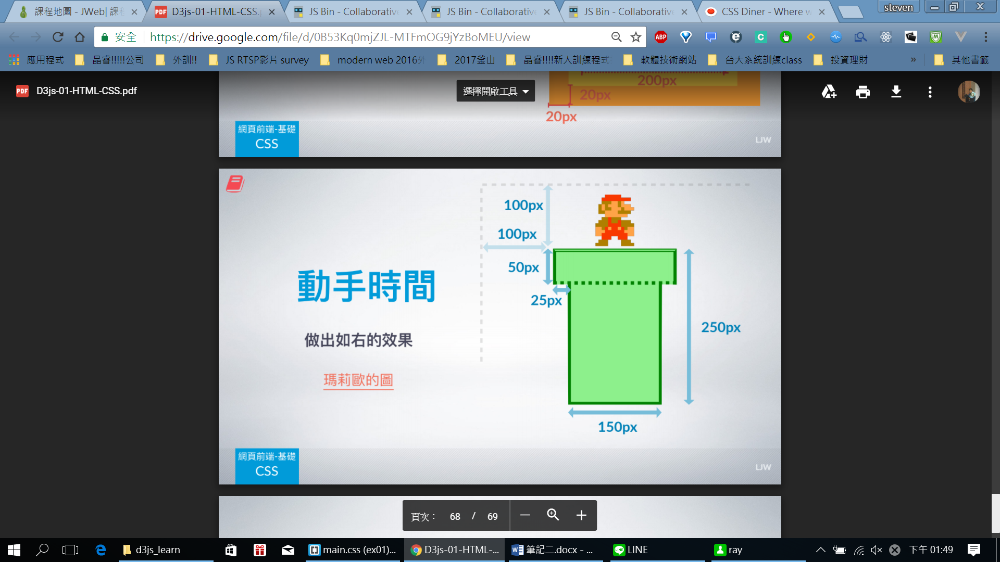 課程地圖 - JWeb| 課程
D3js-01-HTML-CSS.p
JS Bin - Collaborative
JS Bin - Collaborative
JS Bin - Collaborative
CSS Diner - Where w
steven
安全
https://drive.google.com/file/d/0B53Kq0mjZJL-MTFmOG9jYzBoMEU/view
ABP
應用程式
晶睿!!!!!公司
外訓!!
JS RTSP影片 survey
modern web 2016外
2017釜山
晶睿!!!!新人訓練程式
軟體技術網站
台大系統訓練class
投資理財
»
其他書籤
PDF
D3js-01-HTML-CSS.pdf
選擇開啟工具
200px
20px
20px
網頁前端-基礎
CSS
LJW
100px
100px
50px
25px
250px
150px
動手時間
做出如右的效果
瑪莉歐的圖
網頁前端-基礎
CSS
LJW
頁次： 68 / 69
d3js_learn
main.css (ex01)...
D3js-01-HTML-...
筆記二.docx - ...
LINE
ray
下午 01:49